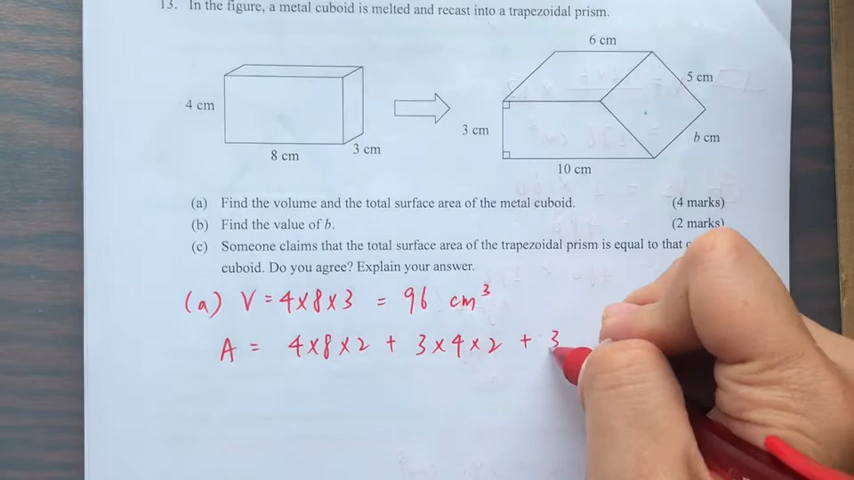 13. In the figure, a metal cuboid is melted and recast into a trapezoidal prism.
6 cm
5 cm
4 cm
3 cm
b cm
3 cm
8 cm
10 cm
(a) Find the volume and the total surface area of the metal cuboid. (4 marks)
(b) Find the value of b. (2 marks)
(c) Someone claims that the total surface area of the trapezoidal prism is equal to that
cuboid. Do you agree? Explain your answer.
(a) V = 4 x 8 x 3 = 96 cm³
A = 4 x 8 x 2 + 3 x 4 x 2 + 3